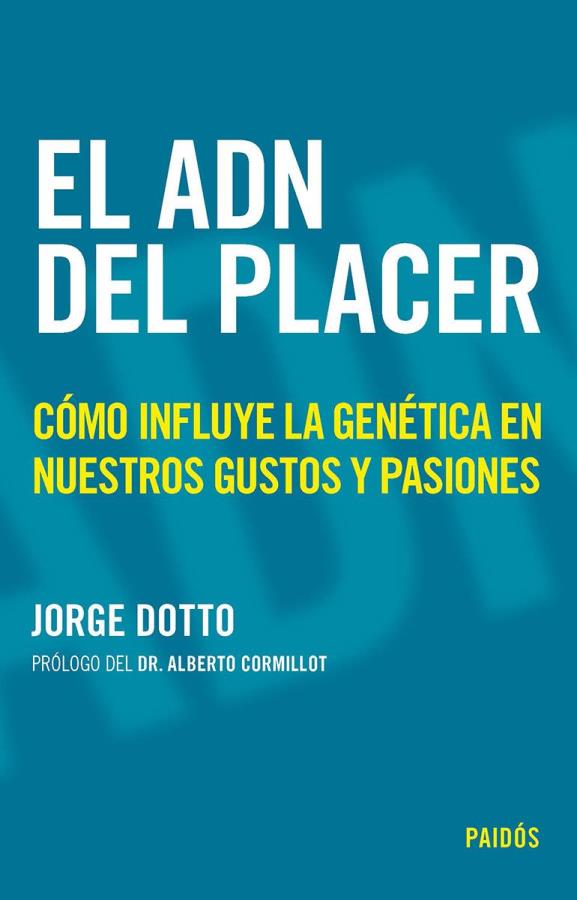 EL ADN
DEL PLACER
CÓMO INFLUYE LA GENÉTICA EN
NUESTROS GUSTOS Y PASIONES
JORGE DOTTO
PRÓLOGO DEL DR. ALBERTO CORMILLOT
PAIDÓS